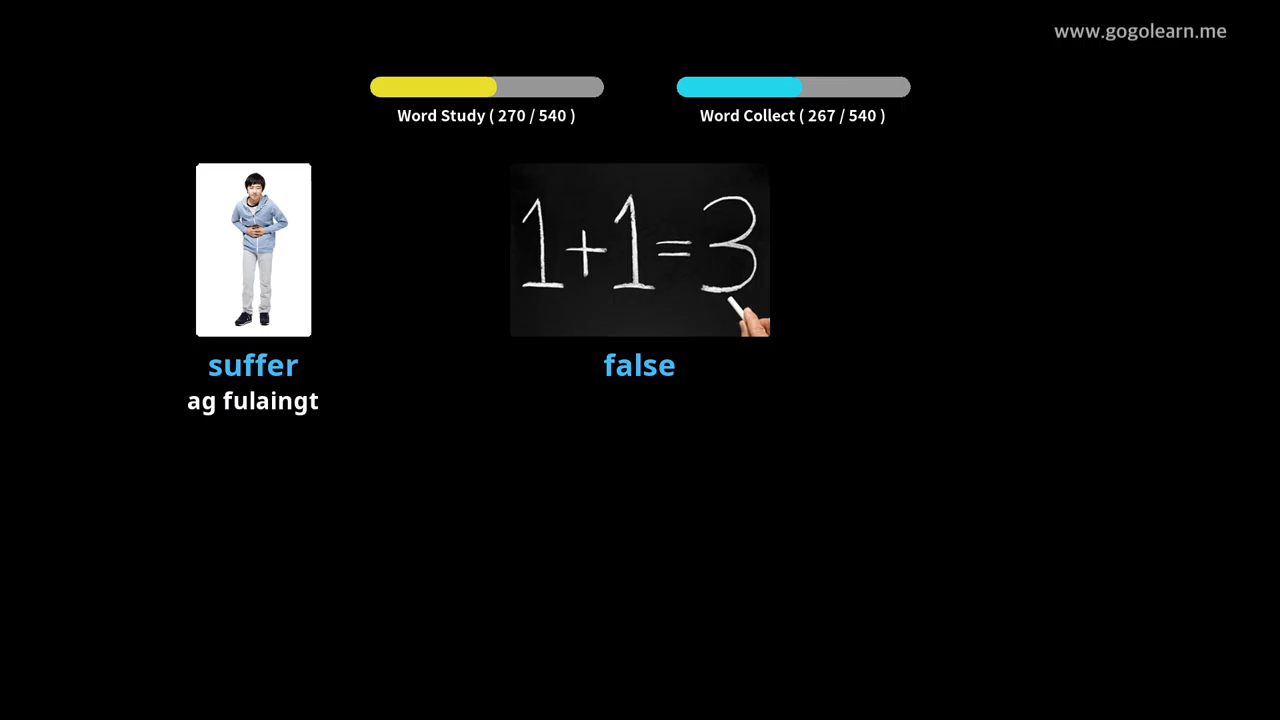 www.gogolearn.me
Word Study ( 270 / 540 )
Word Collect ( 267 / 540 )
1+1=3
suffer
false
ag fulaingt